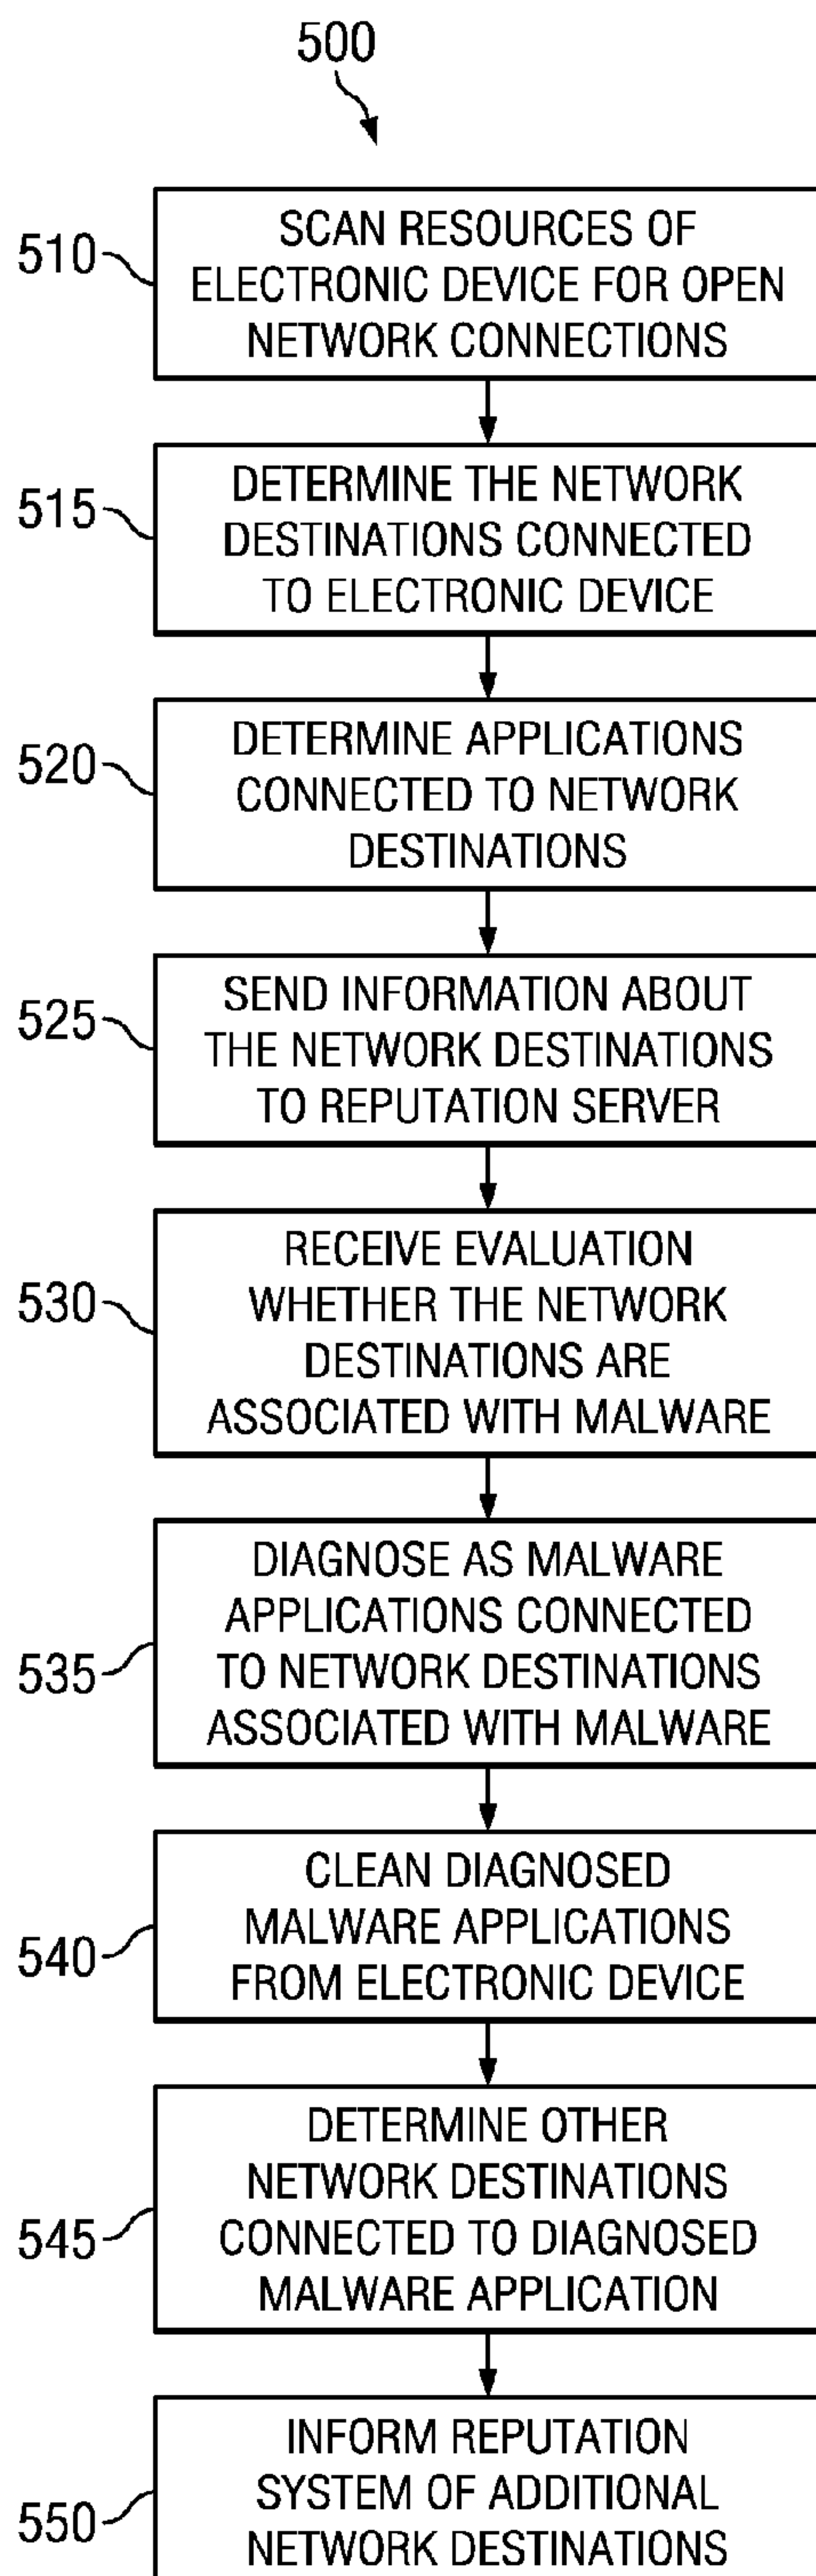 500
510
SCAN RESOURCES OF
ELECTRONIC DEVICE FOR OPEN
NETWORK CONNECTIONS
515
DETERMINE THE NETWORK
DESTINATIONS CONNECTED
TO ELECTRONIC DEVICE
520
DETERMINE APPLICATIONS
CONNECTED TO NETWORK
DESTINATIONS
525
SEND INFORMATION ABOUT
THE NETWORK DESTINATIONS
TO REPUTATION SERVER
530
RECEIVE EVALUATION
WHETHER THE NETWORK
DESTINATIONS ARE
ASSOCIATED WITH MALWARE
535
DIAGNOSE AS MALWARE
APPLICATIONS CONNECTED
TO NETWORK DESTINATIONS
ASSOCIATED WITH MALWARE
540
CLEAN DIAGNOSED
MALWARE APPLICATIONS
FROM ELECTRONIC DEVICE
545
DETERMINE OTHER
NETWORK DESTINATIONS
CONNECTED TO DIAGNOSED
MALWARE APPLICATION
550
INFORM REPUTATION
SYSTEM OF ADDITIONAL
NETWORK DESTINATIONS